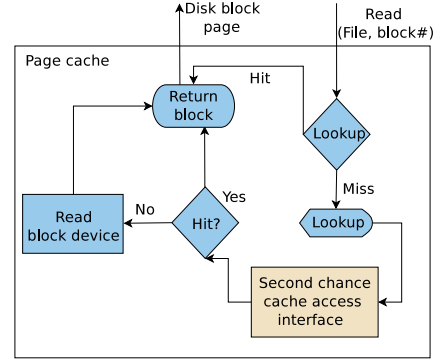 Disk block
page
Read
(File, block#)
Page cache
Return
block
Hit
Lookup
Miss
Lookup
Yes
No
Hit?
Read
block device
Second chance
cache access
interface